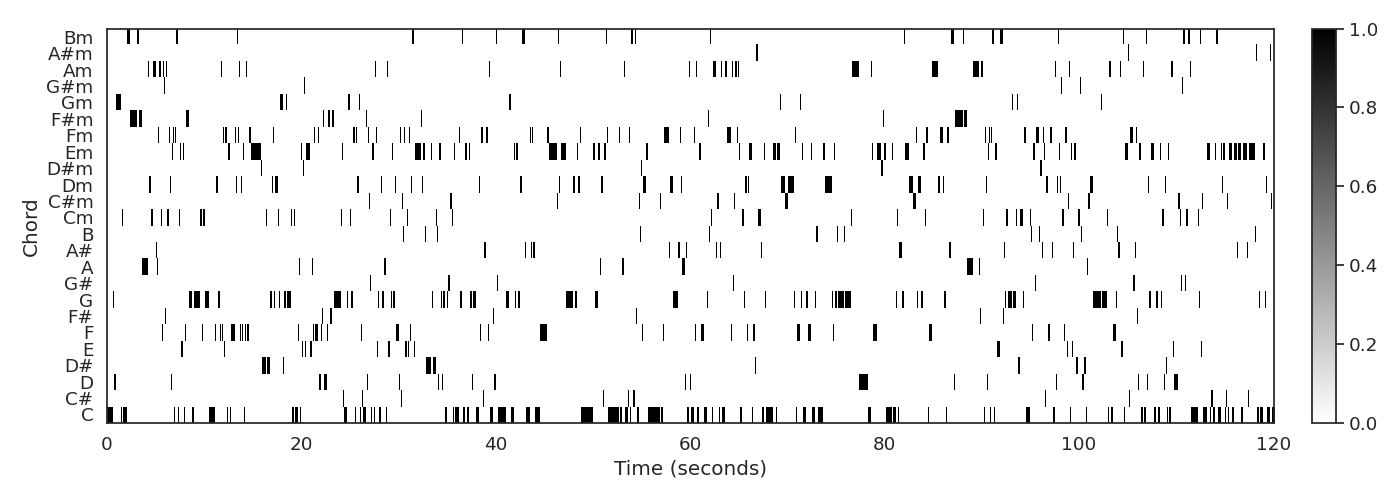 Bm
A#m
Am
G#m
Gm
F#m
Fm
Em
D#m
Dm
C#m
Cm
B
A#
A
G#
G
F#
F
E
D#
D
C#
C
Chord
0 20 40 60 80 100 120
Time (seconds)
1.0
0.8
0.6
0.4
0.2
0.0